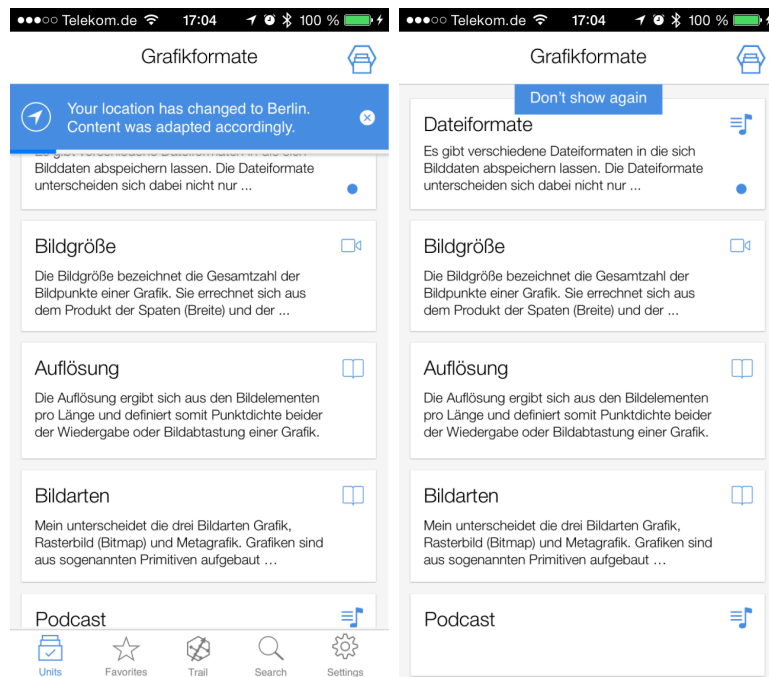 Telekom.de 17:04 100 %
Grafikformate
Your location has changed to Berlin.
Content was adapted accordingly.
Es gibt verschiedene Dateiformaten in die sich
Bilddaten abspeichern lassen. Die Dateiformate
unterscheiden sich dabei nicht nur ...
Bildgröße
Die Bildgröße bezeichnet die Gesamtzahl der
Bildpunkte einer Grafik. Sie errechnet sich aus
dem Produkt der Spaten (Breite) und der ...
Auflösung
Die Auflösung ergibt sich aus den Bildelementen
pro Länge und definiert somit Punktdichte beider
der Wiedergabe oder Bildabtastung einer Grafik.
Bildarten
Mein unterscheidet die drei Bildarten Grafik,
Rasterbild (Bitmap) und Metagrafik. Grafiken sind
aus sogenannten Primitiven aufgebaut …
Podcast
Units Favorites Trail Search Settings
Telekom.de 17:04 100 %
Grafikformate
Don't show again
Dateiformate
Es gibt verschiedene Dateiformaten in die sich
Bilddaten abspeichern lassen. Die Dateiformate
unterscheiden sich dabei nicht nur ...
Bildgröße
Die Bildgröße bezeichnet die Gesamtzahl der
Bildpunkte einer Grafik. Sie errechnet sich aus
dem Produkt der Spaten (Breite) und der ...
Auflösung
Die Auflösung ergibt sich aus den Bildelementen
pro Länge und definiert somit Punktdichte beider
der Wiedergabe oder Bildabtastung einer Grafik.
Bildarten
Mein unterscheidet die drei Bildarten Grafik,
Rasterbild (Bitmap) und Metagrafik. Grafiken sind
aus sogenannten Primitiven aufgebaut …
Podcast